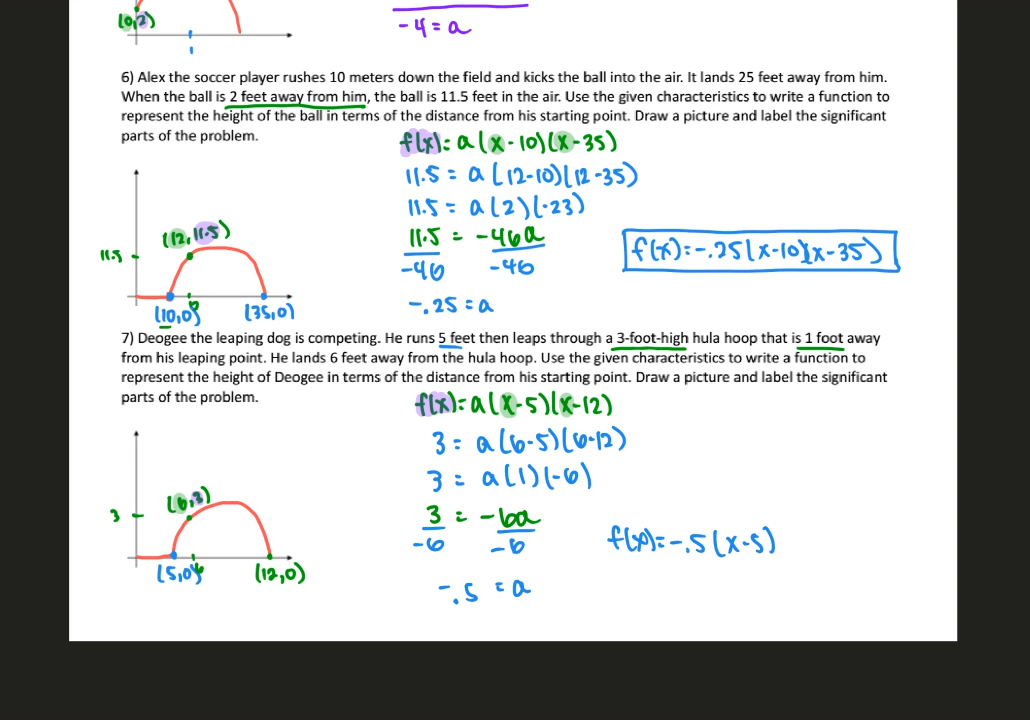 (0,2)
1
-4 = a
6) Alex the soccer player rushes 10 meters down the field and kicks the ball into the air. It lands 25 feet away from him.
When the ball is 2 feet away from him, the ball is 11.5 feet in the air. Use the given characteristics to write a function to
represent the height of the ball in terms of the distance from his starting point. Draw a picture and label the significant
parts of the problem.
f(x) = a(x-10)(x-35)
11.5 = a(12-10)(12-35)
11.5 = a(2)(-23)
11.5 = -46a
-46 -46
-.25 = a
f(x)=-.25(x-10)(x-35)
(12,11.5)
11.5
(10,0)
(35,0)
7) Deogee the leaping dog is competing. He runs 5 feet then leaps through a 3-foot-high hula hoop that is 1 foot away
from his leaping point. He lands 6 feet away from the hula hoop. Use the given characteristics to write a function to
represent the height of Deogee in terms of the distance from his starting point. Draw a picture and label the significant
parts of the problem.
f(x)=a(x-5)(x-12)
3 = a(6-5)(6-12)
3 = a(1)(-6)
3 = -6a
-6 -6
-.5 = a
f(x)=-.5(x-5)
(6,3)
3
(5,0)
(12,0)